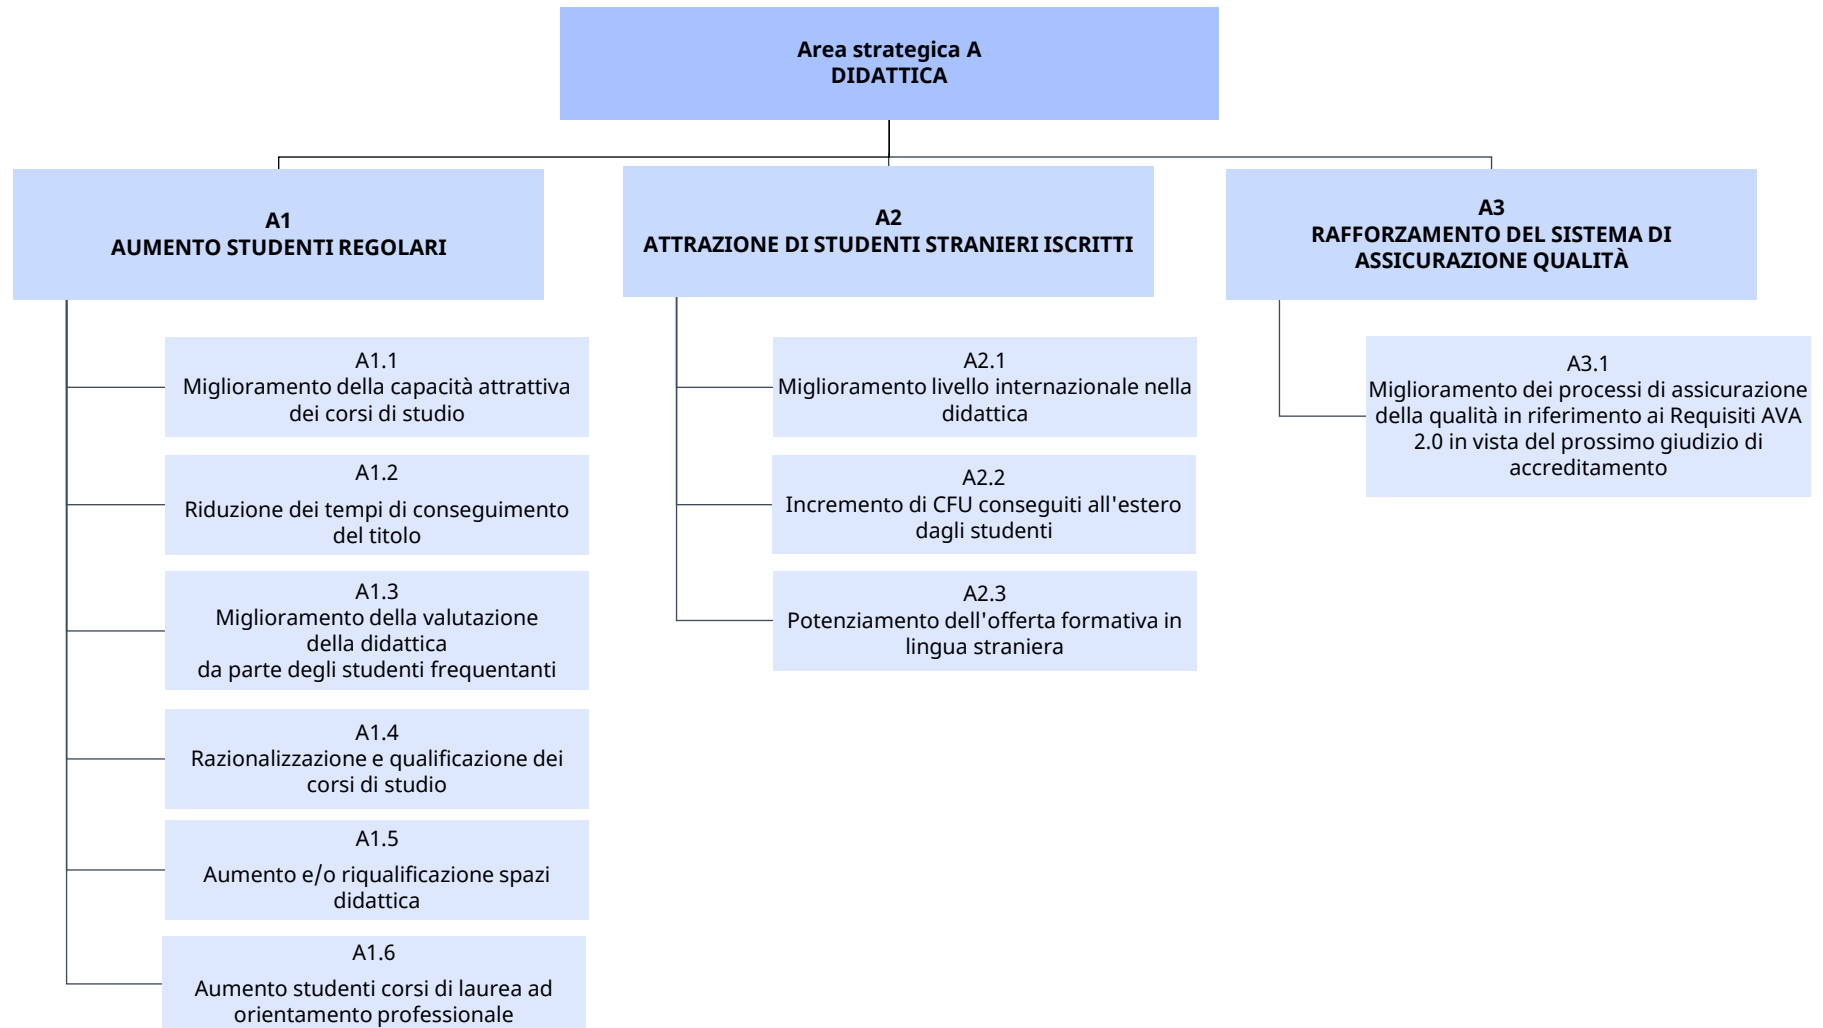 Area strategica A
DIDATTICA
A1
AUMENTO STUDENTI REGOLARI
A1.1
Miglioramento della capacità attrattiva
dei corsi di studio
A1.2
Riduzione dei tempi di conseguimento
del titolo
A1.3
Miglioramento della valutazione
della didattica
da parte degli studenti frequentanti
A1.4
Razionalizzazione e qualificazione dei
corsi di studio
A1.5
Aumento e/o riqualificazione spazi
didattica
A1.6
Aumento studenti corsi di laurea ad
orientamento professionale
A2
ATTRAZIONE DI STUDENTI STRANIERI ISCRITTI
A2.1
Miglioramento livello internazionale nella
didattica
A2.2
Incremento di CFU conseguiti all'estero
dagli studenti
A2.3
Potenziamento dell'offerta formativa in
lingua straniera
A3
RAFFORZAMENTO DEL SISTEMA DI
ASSICURAZIONE QUALITÀ
A3.1
Miglioramento dei processi di assicurazione
della qualità in riferimento ai Requisiti AVA
2.0 in vista del prossimo giudizio di
accreditamento